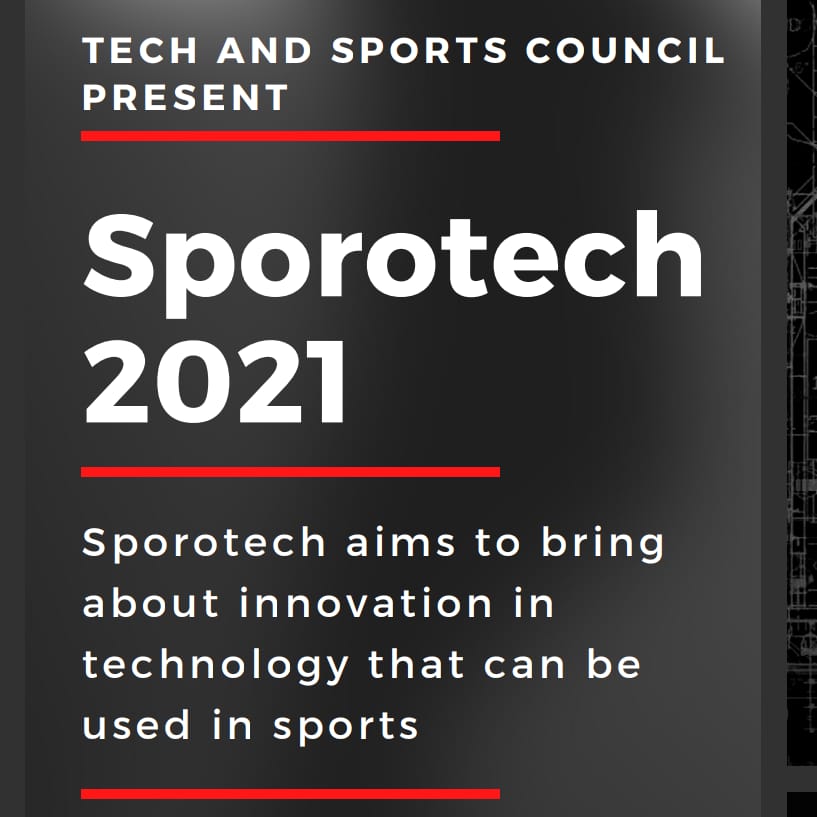 TECH AND SPORTS COUNCIL
PRESENT
Sporotech
2021
Sporotech aims to bring
about innovation in
technology that can be
used in sports